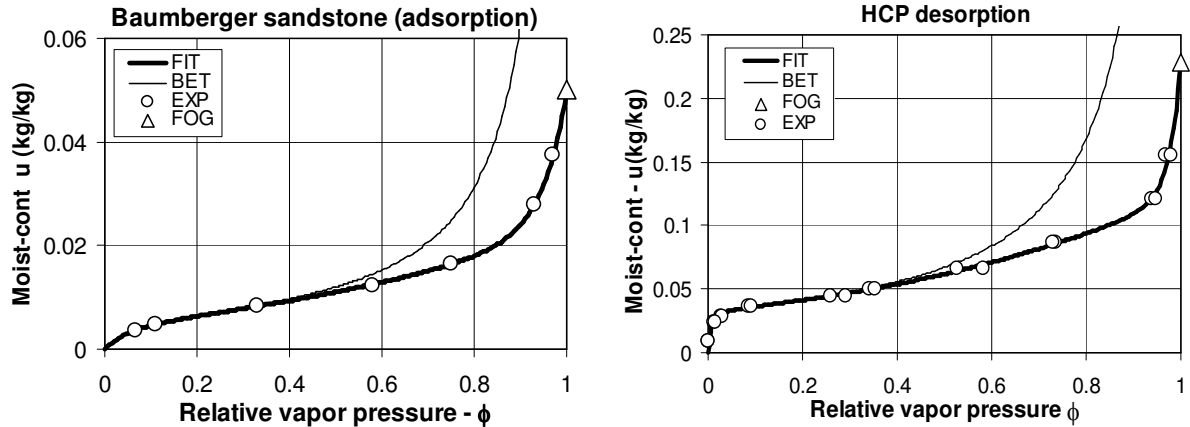 Baumberger sandstone (adsorption)
0.06
0.04
0.02
0
FIT
BET
EXP
FOG
Moist-cont u (kg/kg)
0 0.2 0.4 0.6 0.8 1
Relative vapor pressure - ϕ
HCP desorption
0.25
0.2
0.15
0.1
0.05
0
FIT
BET
FOG
EXP
Moist-cont - u(kg/kg)
0 0.2 0.4 0.6 0.8 1
Relative vapor pressure ϕ